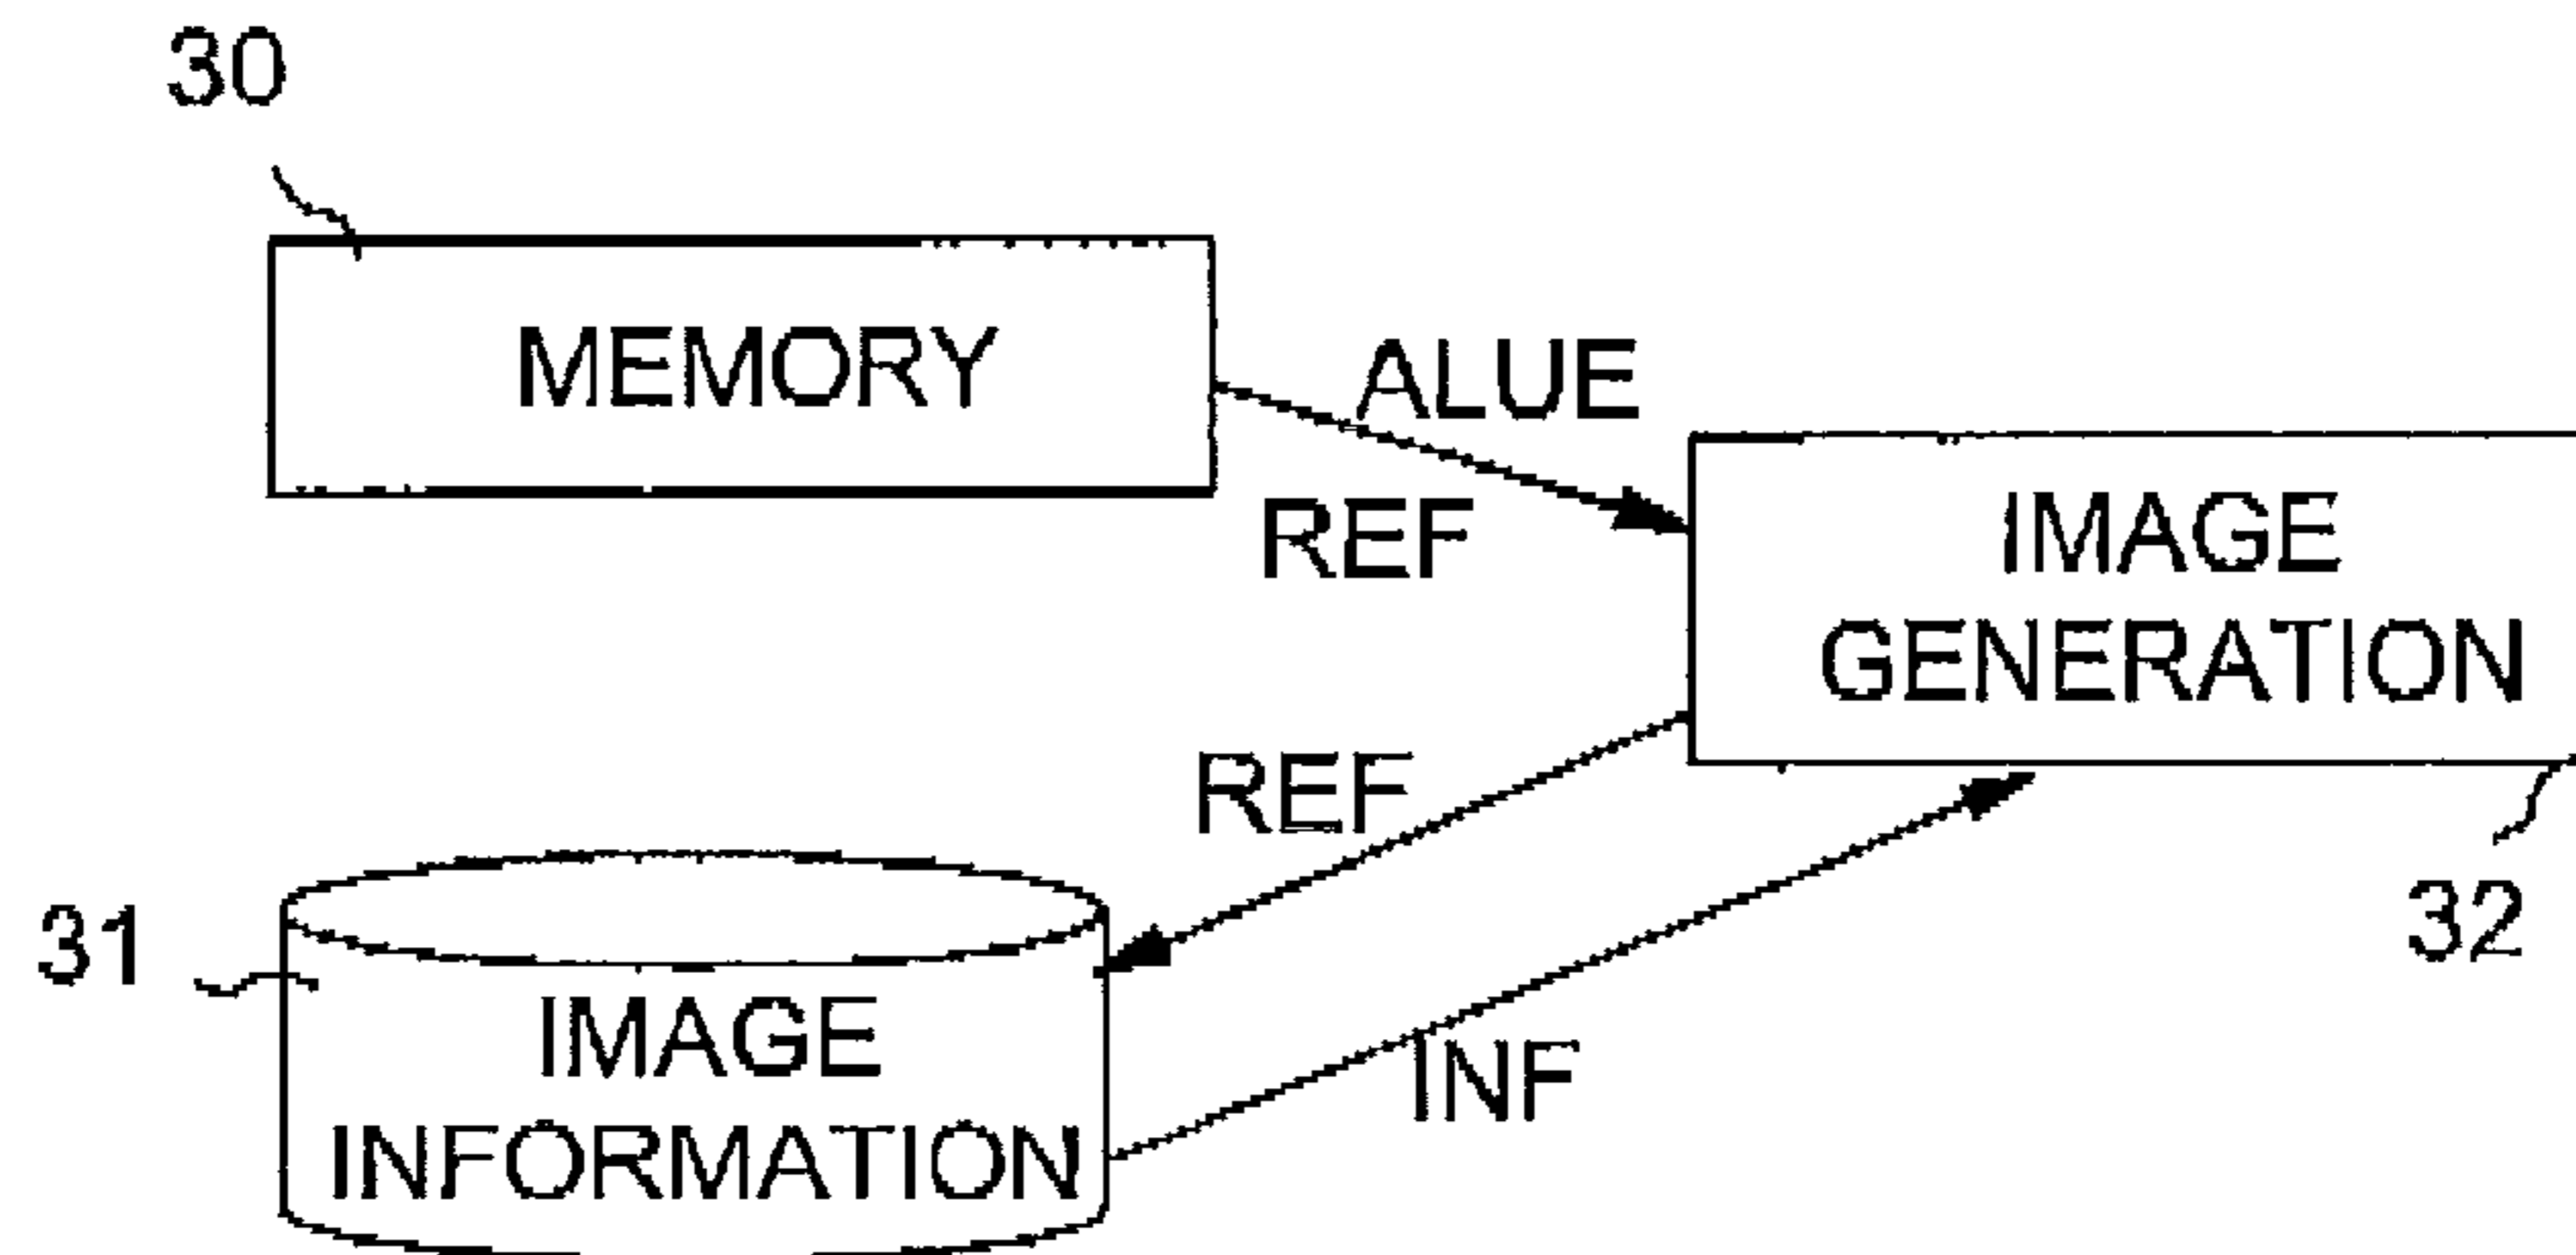 30
MEMORY
ALUE
REF
IMAGE
GENERATION
REF
31
32
IMAGE
INFORMATION
INF